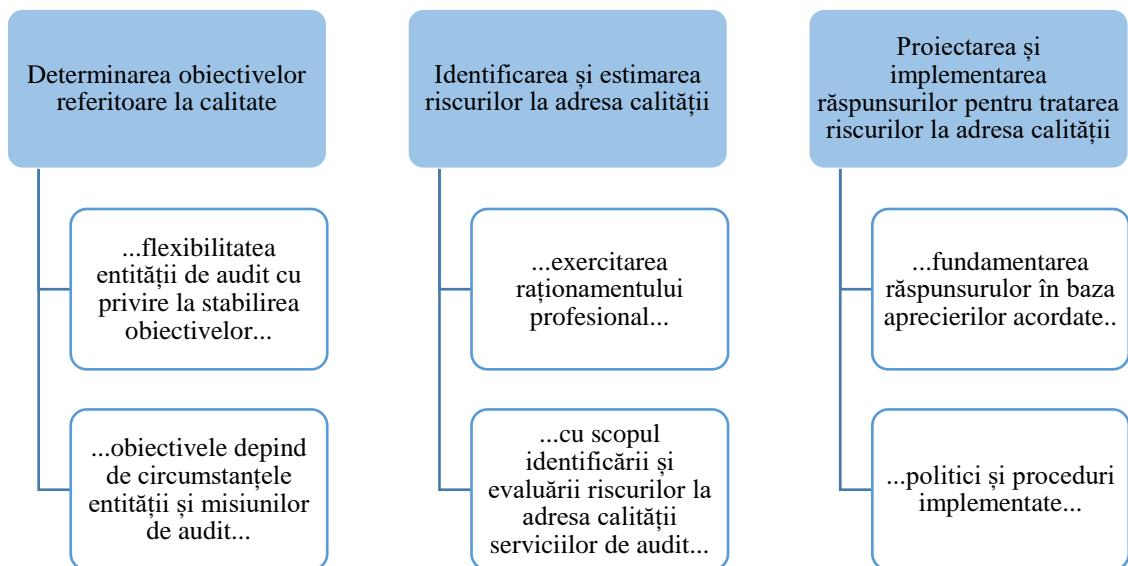 Determinarea obiectivelor
referitoare la calitate
...flexibilitatea
entității de audit cu
privire la stabilirea
obiectivelor...
...obiectivele depind
de circumstanțele
entității și misiunilor
de audit...
Identificarea și estimarea
riscurilor la adresa calității
...exercitarea
raționamentului
profesional...
...cu scopul
identificării și
evaluării riscurilor la
adresa calității
serviciilor de audit...
Proiectarea și
implementarea
răspunsurilor pentru tratarea
riscurilor la adresa calității
...fundamentarea
răspunsurulor în baza
aprecierilor acordate..
...politici și proceduri
implementate...